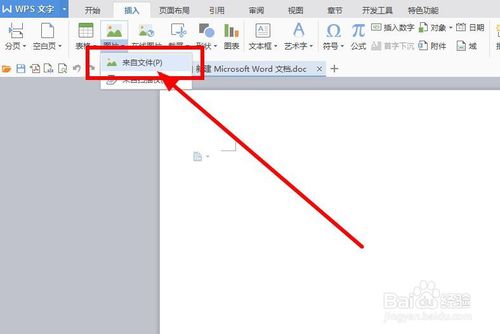 WPS 文字
开始 插入 页面布局 引用 审阅 视图 章节 开发工具 特色功能
分页 空白页 图片 在线图片 截屏 形状 图表 文本框 艺术字 符号 公式 插入数字 首字下沉 对象 日期 附件 域
新建 Microsoft Word 文档.doc
来自文件(P)
来自扫描仪
Baidu 经验
jingyan.baidu.com